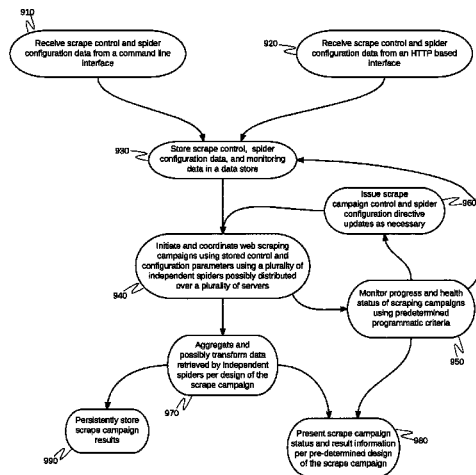 910
Receive scrape control and spider
configuration data from a command line
interface
920
Receive scrape control and spider
configuration data from an HTTP based
interface
930
Store scrape control, spider
configuration data, and monitoring
data in a data store
Issue scrape
campaign control and spider
configuration directive
updates as necessary
960
Initiate and coordinate web scraping
campaigns using stored control and
configuration parameters using a plurality of
independent spiders possibly distributed
over a plurality of servers
940
Monitor progress and health
status of scraping campaigns
using predetermined
programmatic criteria
950
Aggregate and
possibly transform data
retrieved by independent
spiders per design of the
scrape campaign
970
Persistently store
scrape campaign
results
990
Present scrape campaign
status and result information
per pre-determined design
of the scrape campaign
980